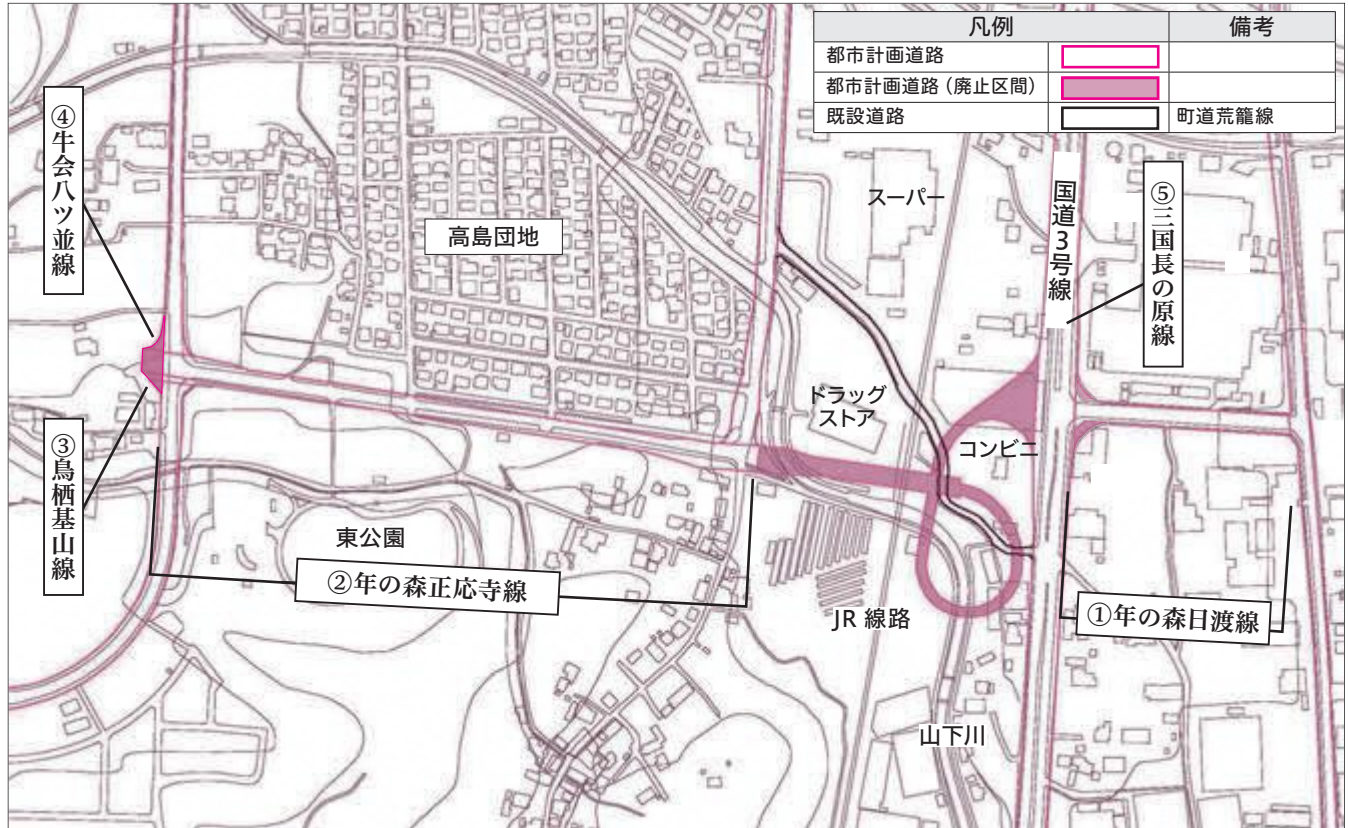 凡例
備考
都市計画道路
都市計画道路（廃止区間）
既設道路
町道荒籠線
④牛会八ツ並線
高島団地
スーパー
国道3号線
⑤三国長の原線
ドラッグ
ストア
コンビニ
③鳥栖基山線
東公園
②年の森正応寺線
JR 線路
①年の森日渡線
山下川